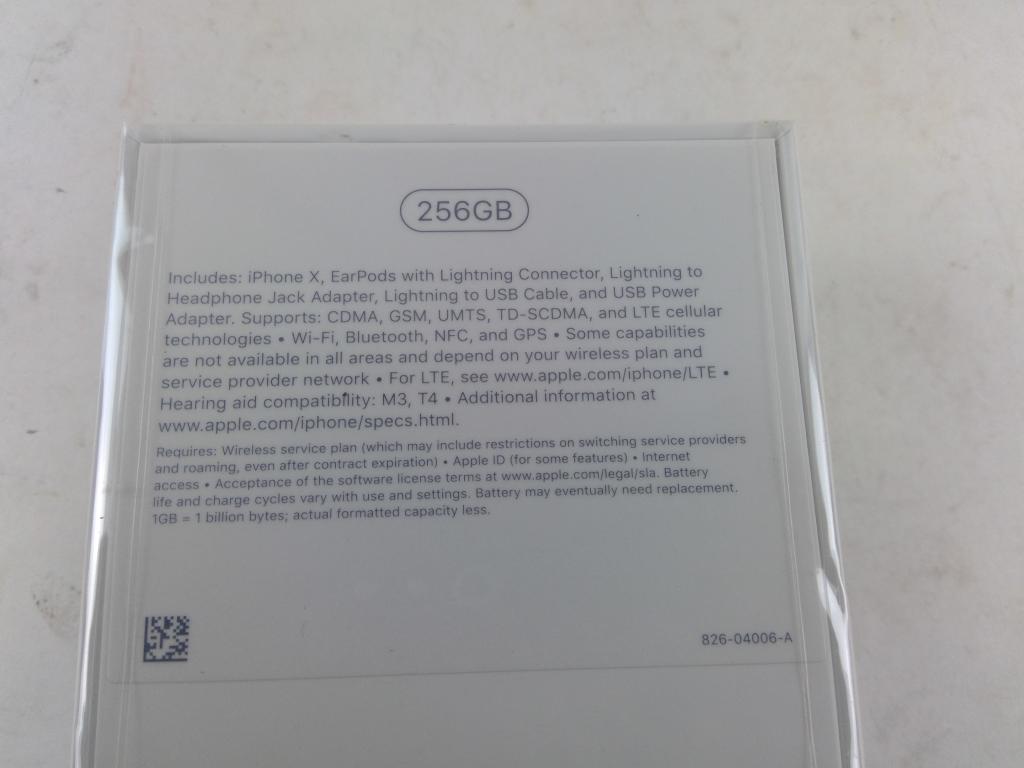 256GB
Includes: iPhone X, EarPods with Lightning Connector, Lightning to
Headphone Jack Adapter, Lightning to USB Cable, and USB Power
Adapter. Supports: CDMA, GSM, UMTS, TD-SCDMA, and LTE cellular
technologies • Wi-Fi, Bluetooth, NFC, and GPS • Some capabilities
are not available in all areas and depend on your wireless plan and
service provider network • For LTE, see www.apple.com/iphone/LTE •
Hearing aid compatibility: M3, T4 • Additional information at
www.apple.com/iphone/specs.html.
Requires: Wireless service plan (which may include restrictions on switching service providers
and roaming, even after contract expiration) • Apple ID (for some features) • Internet
access • Acceptance of the software license terms at www.apple.com/legal/sla. Battery
life and charge cycles vary with use and settings. Battery may eventually need replacement.
1GB = 1 billion bytes; actual formatted capacity less.
826-04006-A